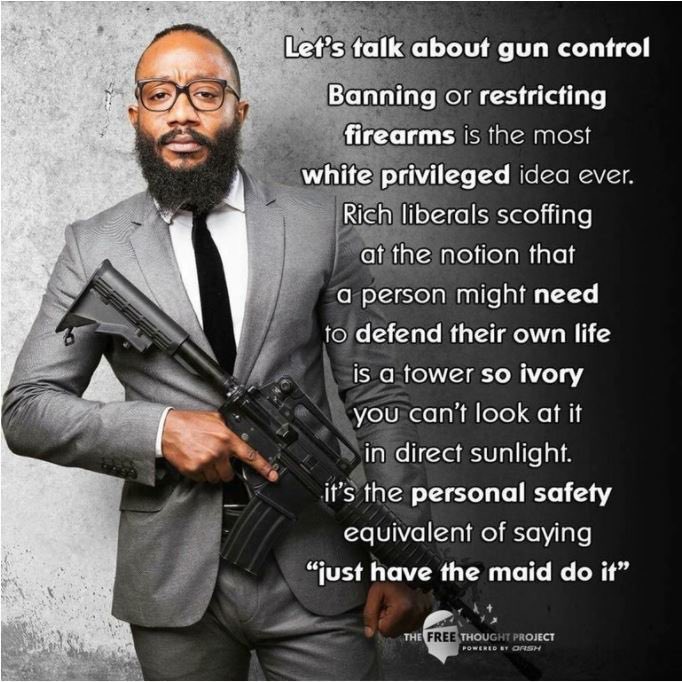 Let's talk about gun control
Banning or restricting
firearms is the most
white privileged idea ever.
Rich liberals scoffing
at the notion that
a person might need
to defend their own life
is a tower so ivory
you can't look at it
in direct sunlight.
it's the personal safety
equivalent of saying
"just have the maid do it"
THE FREE THOUGHT PROJECT
POWERED BY DASH